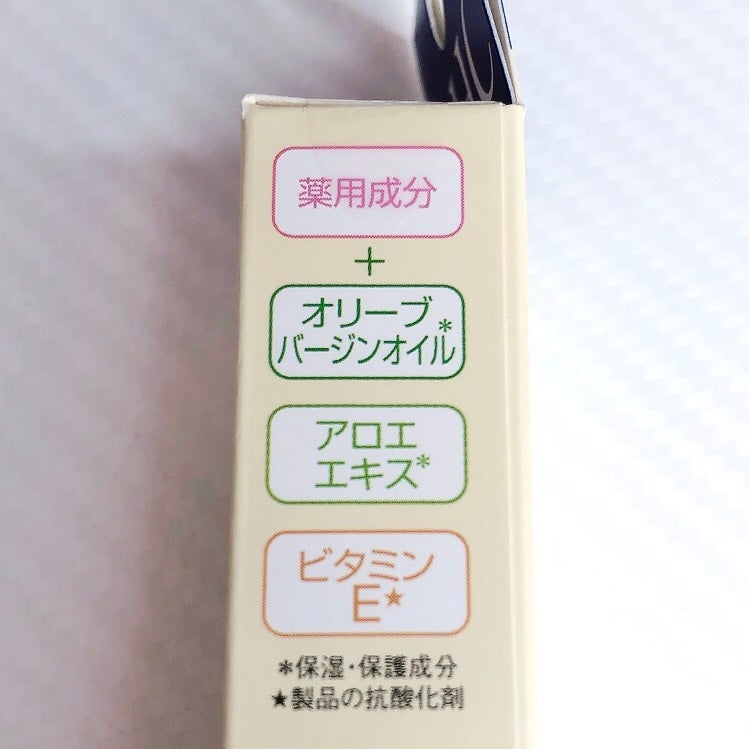 薬用成分
+
オリーブ
バージンオイル*
アロエ
エキス*
ビタミン
E★
*保湿・保護成分
★製品の抗酸化剤